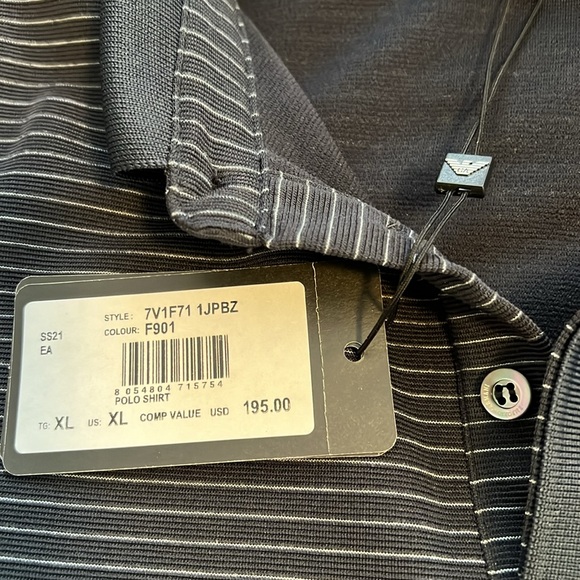 STYLE: 7V1F71 1JPBZ
SS21 COLOUR: F901
EA
8 054804 715754
POLO SHIRT
TG: XL US: XL COMP VALUE USD 195.00